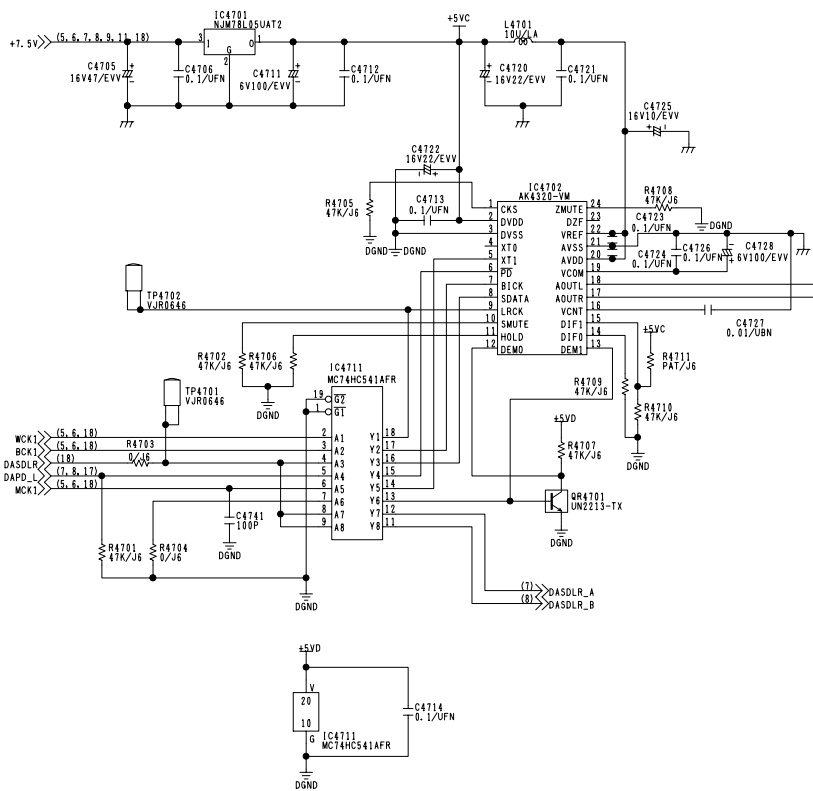 IC4701
NJM78L05UAT2
+5VC
L4701
10U/LA
+7.5V
(5,6,7,8,9,11,18)
3
I
O
1
G
2
C4705
16V47/EVV
C4706
0.1/UFN
C4711
6V100/EVV
C4712
0.1/UFN
C4720
16V22/EVV
C4721
0.1/UFN
C4725
16V10/EVV
C4722
16V22/EVV
C4713
0.1/UFN
R4705
47K/J6
DGND
DGND
IC4702
AK4320-VM
1
CKS
2
DVDD
3
DVSS
4
XT0
5
XT1
6
PD
7
BICK
8
SDATA
9
LRCK
10
SMUTE
11
HOLD
12
DEM0
ZMUTE
24
DZF
23
VREF
22
AVSS
21
AVDD
20
VCOM
19
AOUTL
18
AOUTR
17
VCNT
16
DIF1
15
DIF0
14
DEM1
13
R4708
47K/J6
DGND
C4723
0.1/UFN
C4724
0.1/UFN
C4726
0.1/UFN
C4728
6V100/EVV
C4727
0.01/UBN
TP4702
VJR0646
R4702
47K/J6
R4706
47K/J6
DGND
TP4701
VJR0646
+5VC
R4711
PAT/J6
R4709
47K/J6
R4710
47K/J6
DGND
IC4711
MC74HC541AFR
19
G2
1
G1
2
A1
3
A2
4
A3
5
A4
6
A5
7
A6
8
A7
9
A8
Y1
18
Y2
17
Y3
16
Y4
15
Y5
14
Y6
13
Y7
12
Y8
11
WCK1
(5,6,18)
BCK1
(5,6,18)
DASDLR
(18)
DAPD_L
(7,8,17)
MCK1
(5,6,18)
R4703
0/J6
C4741
100P
DGND
R4701
47K/J6
R4704
0/J6
DGND
+5VD
R4707
47K/J6
QR4701
UN2213-TX
DGND
(7)
DASDLR_A
(8)
DASDLR_B
+5VD
V
20
10
G
IC4711
MC74HC541AFR
C4714
0.1/UFN
DGND